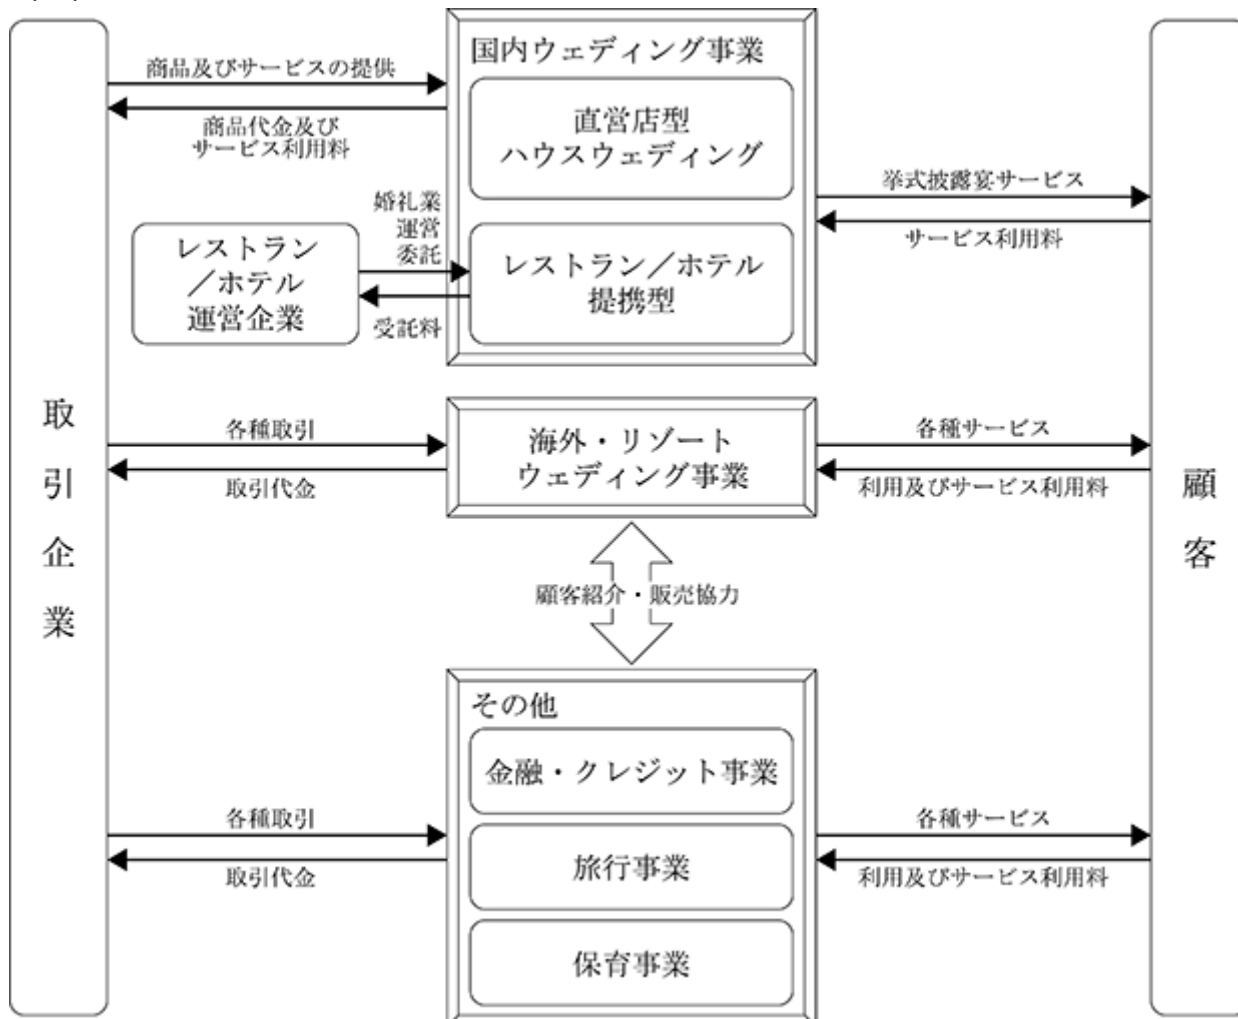 国内ウェディング事業
商品及びサービスの提供
商品代金及び
サービス利用料
直営店型
ハウスウェディング
挙式披露宴サービス
サービス利用料
婚礼業
運営
委託
レストラン
／ホテル
運営企業
レストラン／ホテル
提携型
受託料
取引企業
各種取引
取引代金
海外・リゾート
ウェディング事業
各種サービス
利用及びサービス利用料
顧客
顧客紹介・販売協力
その他
金融・クレジット事業
各種取引
取引代金
旅行事業
各種サービス
利用及びサービス利用料
保育事業